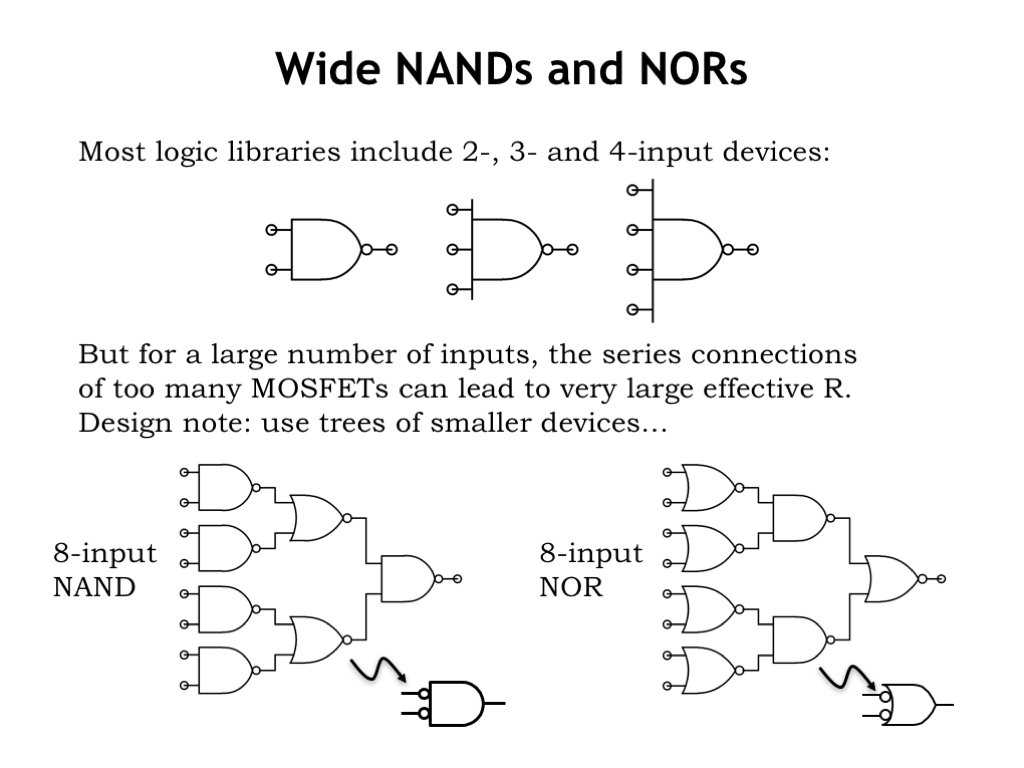 Wide NANDs and NORs
Most logic libraries include 2-, 3- and 4-input devices:
But for a large number of inputs, the series connections
of too many MOSFETs can lead to very large effective R.
Design note: use trees of smaller devices…
8-input
NAND
8-input
NOR